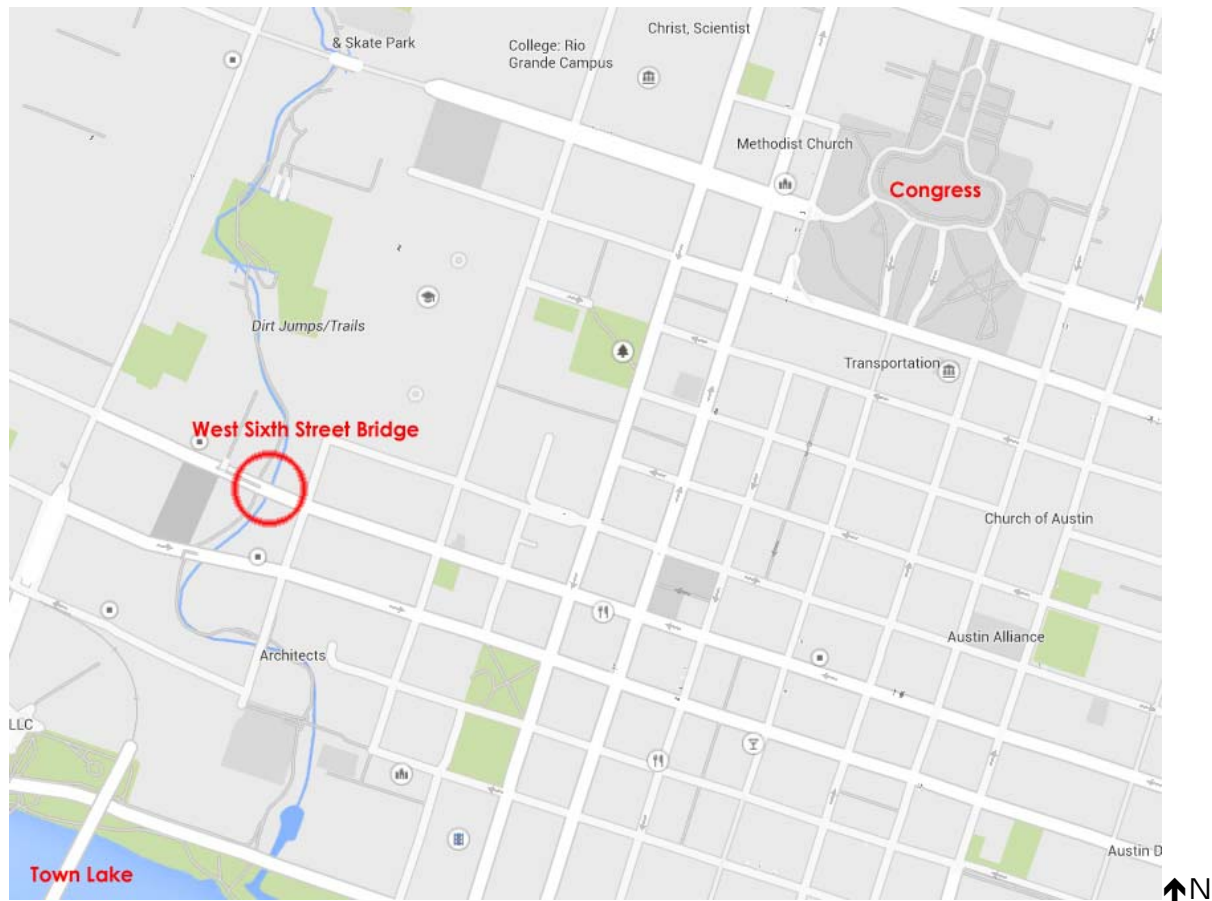 & Skate Park
College: Rio
Grande Campus
Christ, Scientist
Methodist Church
Congress
Dirt Jumps/Trails
Transportation
West Sixth Street Bridge
Church of Austin
Austin Alliance
Architects
LLC
Austin D
Town Lake
N